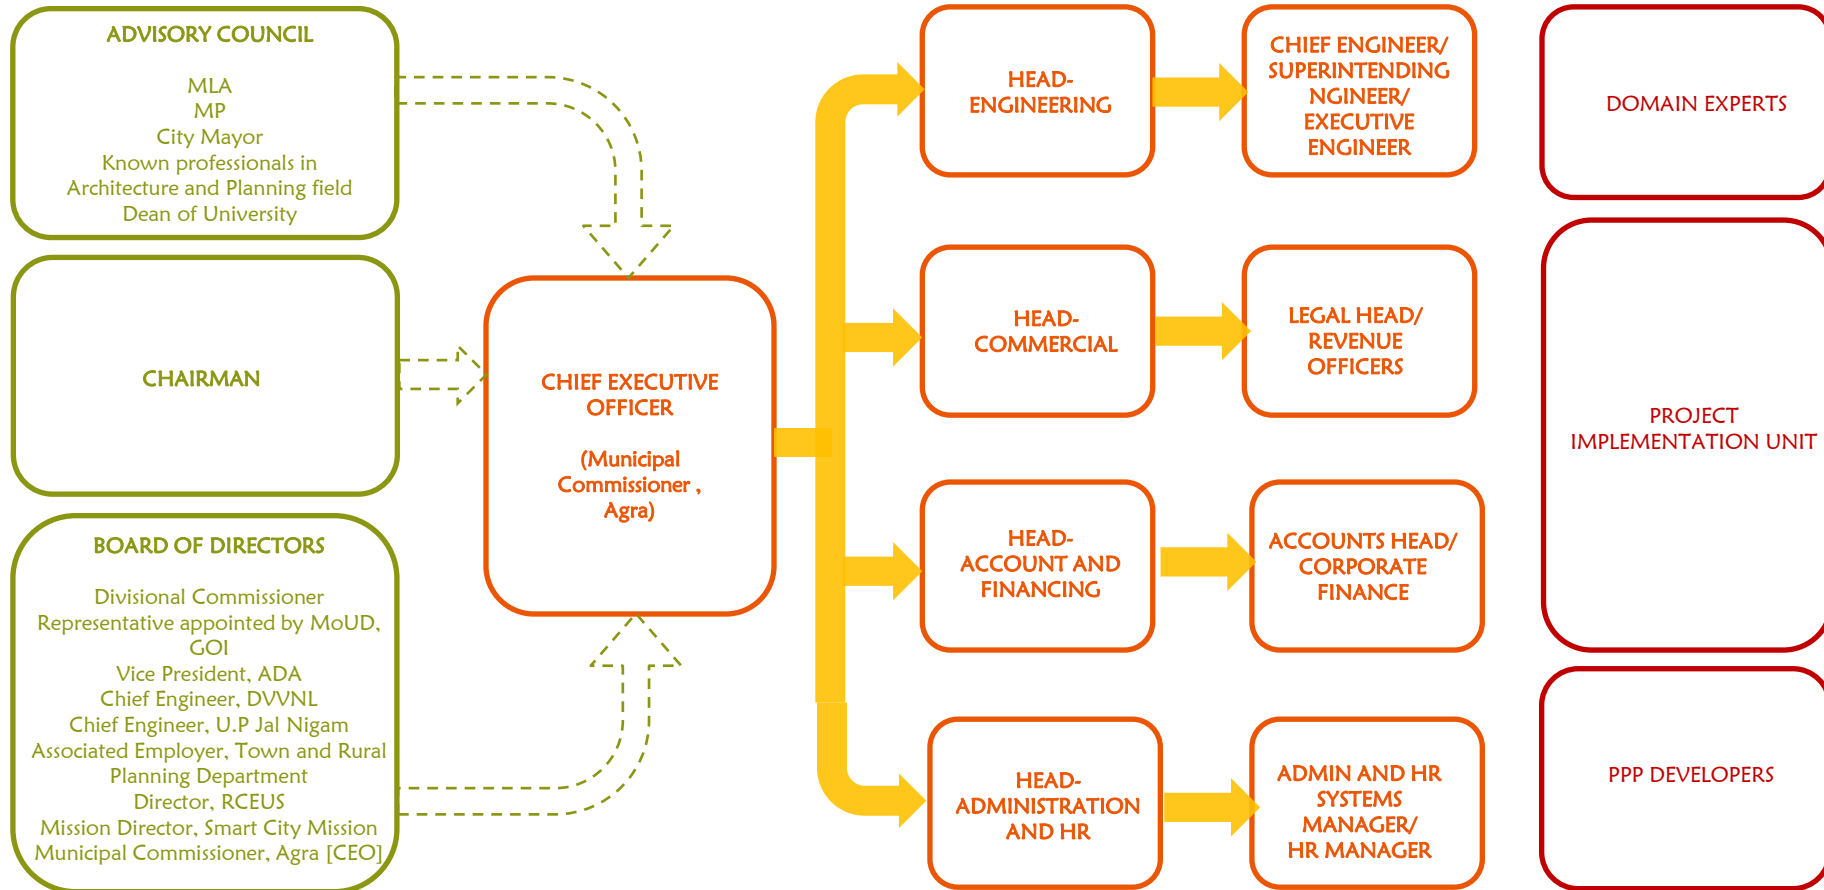 ADVISORY COUNCIL
MLA
MP
City Mayor
Known professionals in
Architecture and Planning field
Dean of University
CHAIRMAN
BOARD OF DIRECTORS
Divisional Commissioner
Representative appointed by MoUD,
GOI
Vice President, ADA
Chief Engineer, DVVNL
Chief Engineer, U.P Jal Nigam
Associated Employer, Town and Rural
Planning Department
Director, RCEUS
Mission Director, Smart City Mission
Municipal Commissioner, Agra [CEO]
CHIEF EXECUTIVE
OFFICER
(Municipal
Commissioner ,
Agra)
HEAD-
ENGINEERING
CHIEF ENGINEER/
SUPERINTENDING
NGINEER/
EXECUTIVE
ENGINEER
HEAD-
COMMERCIAL
LEGAL HEAD/
REVENUE
OFFICERS
HEAD-
ACCOUNT AND
FINANCING
ACCOUNTS HEAD/
CORPORATE
FINANCE
HEAD-
ADMINISTRATION
AND HR
ADMIN AND HR
SYSTEMS
MANAGER/
HR MANAGER
DOMAIN EXPERTS
PROJECT
IMPLEMENTATION UNIT
PPP DEVELOPERS